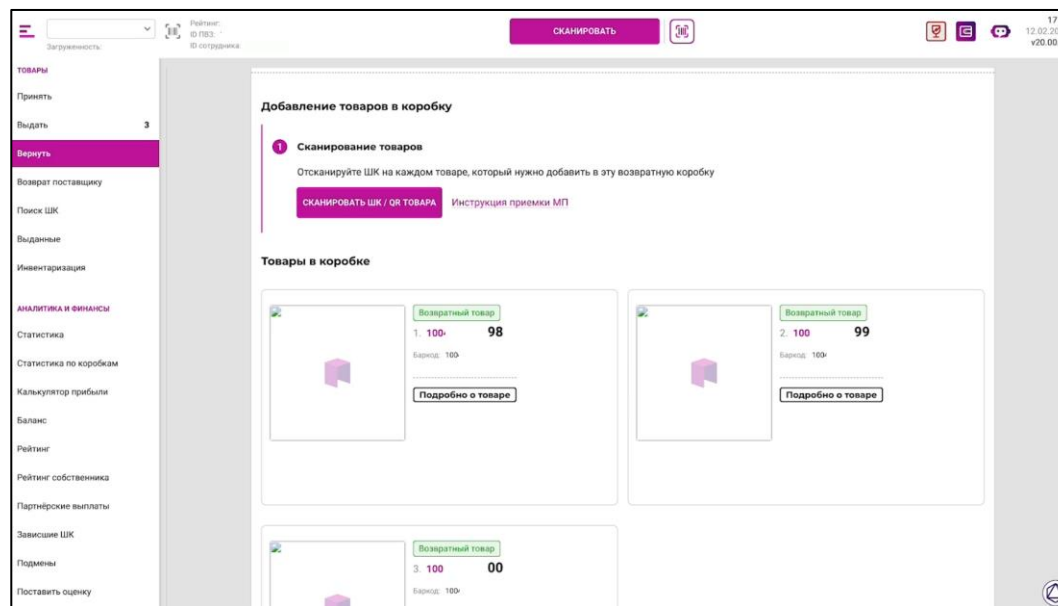 Загруженность:
Рейтинг:
ID ПВЗ:
ID сотрудника:
СКАНИРОВАТЬ
17
12.02.20
v20.00
ТОВАРЫ
Принять
Выдать 3
Вернуть
Возврат поставщику
Поиск ШК
Выданные
Инвентаризация
АНАЛИТИКА И ФИНАНСЫ
Статистика
Статистика по коробкам
Калькулятор прибыли
Баланс
Рейтинг
Рейтинг собственника
Партнёрские выплаты
Зависшие ШК
Подмены
Поставить оценку
Добавление товаров в коробку
1 Сканирование товаров
Отсканируйте ШК на каждом товаре, который нужно добавить в эту возвратную коробку
СКАНИРОВАТЬ ШК / QR ТОВАРА Инструкция приемки МП
Товары в коробке
Возвратный товар
1. 100 98
Баркод: 100
Подробно о товаре
Возвратный товар
2. 100 99
Баркод: 100
Подробно о товаре
Возвратный товар
3. 100 00
Баркод: 100